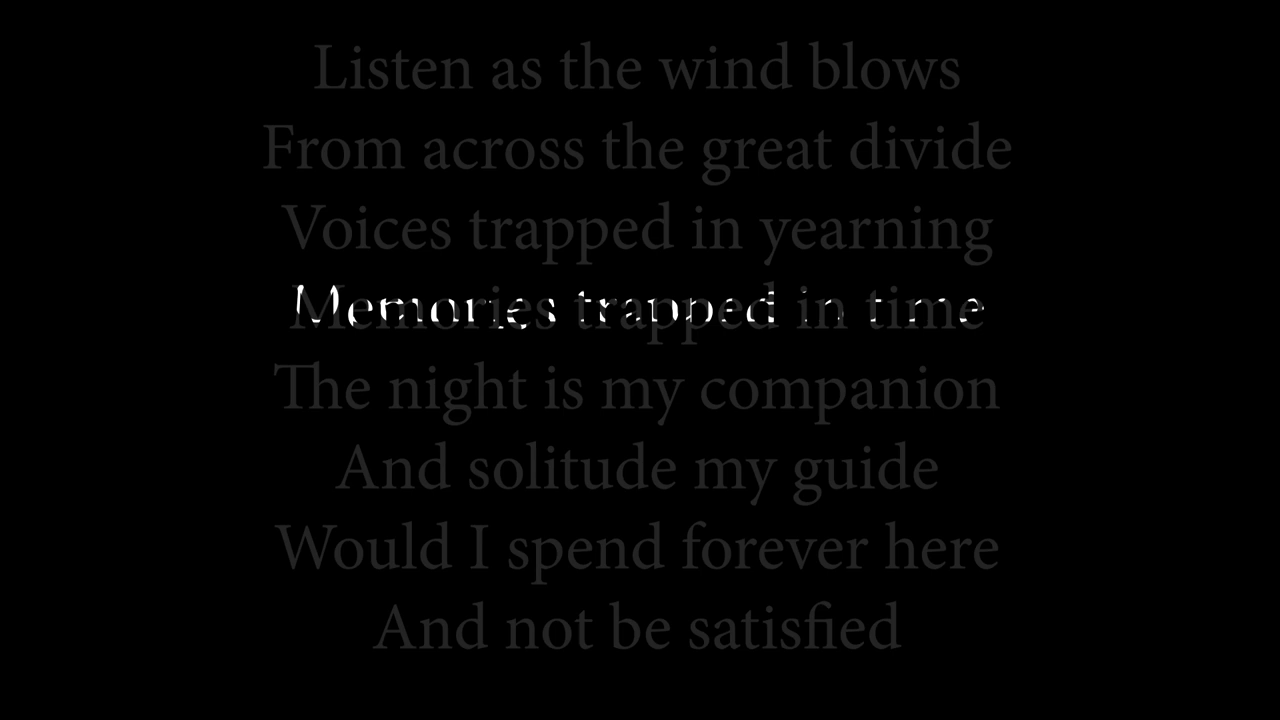 Listen as the wind blows
From across the great divide
Voices trapped in yearning
Memories trapped in time
The night is my companion
And solitude my guide
Would I spend forever here
And not be satisfied